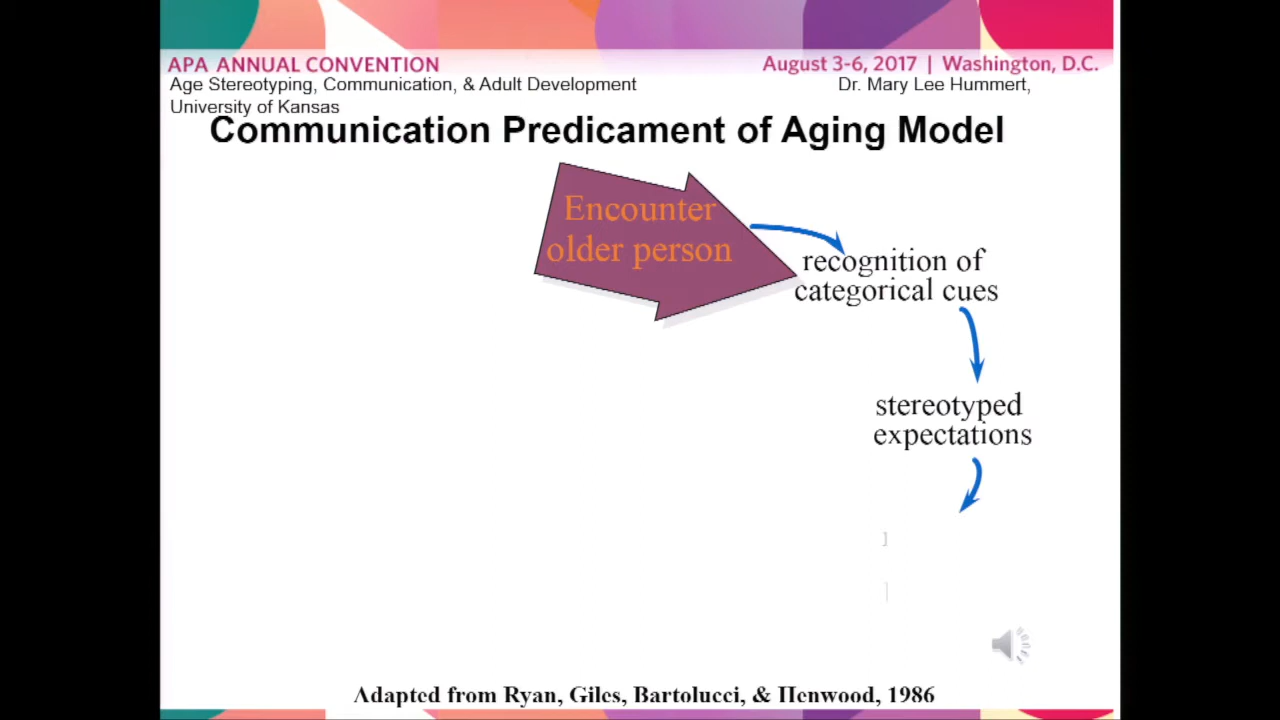 APA ANNUAL CONVENTION
August 3-6, 2017 | Washington, D.C.
Age Stereotyping, Communication, & Adult Development
Dr. Mary Lee Hummert,
University of Kansas
Communication Predicament of Aging Model
Encounter
older person
recognition of
categorical cues
stereotyped
expectations
Adapted from Ryan, Giles, Bartolucci, & Henwood, 1986